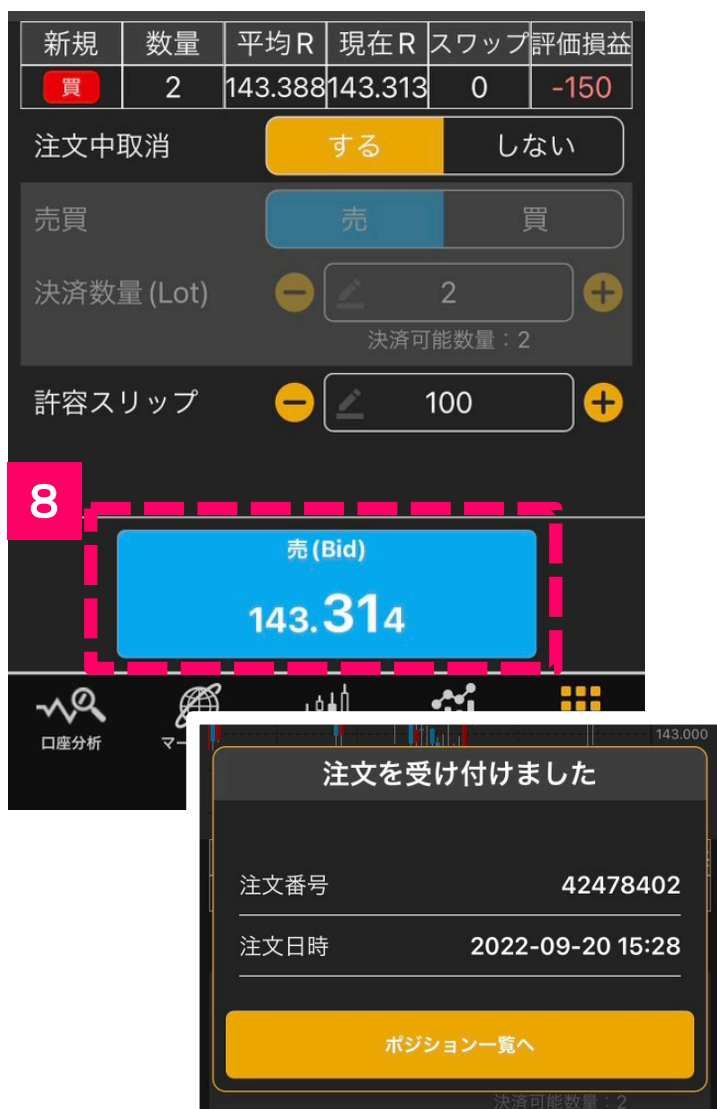 新規 数量 平均R 現在R スワップ 評価損益
買 2 143.388 143.313 0 -150
注文中取消 する しない
売買 売 買
決済数量(Lot) 2
決済可能数量：2
許容スリップ 100
8
売(Bid)
143.314
口座分析
143.000
注文を受け付けました
注文番号 42478402
注文日時 2022-09-20 15:28
ポジション一覧へ
決済可能数量：2